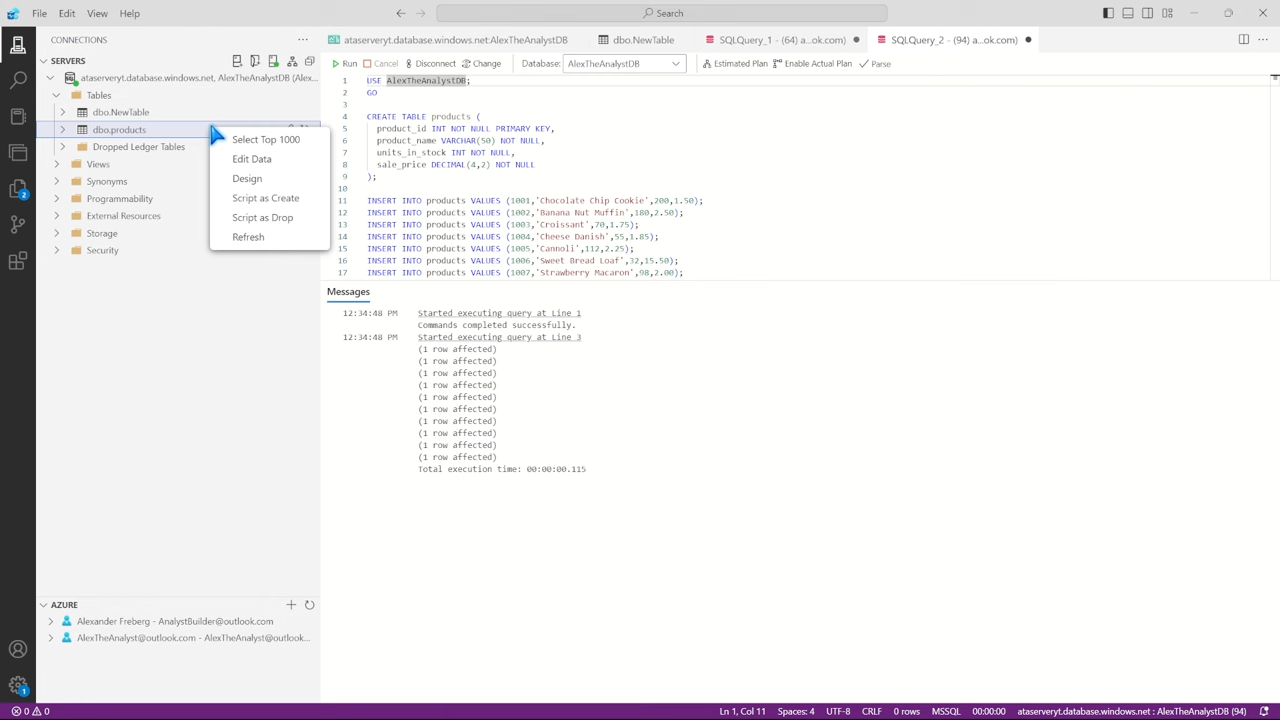 File Edit View Help Search
CONNECTIONS
ataserveryt.database.windows.net:AlexTheAnalystDB dbo.NewTable SQLQuery_1 - (64) a...ok.com) SQLQuery_2 - (94) a...ok.com)
SERVERS
Run Cancel Disconnect Change Database: AlexTheAnalystDB Estimated Plan Enable Actual Plan Parse
ataserveryt.database.windows.net, AlexTheAnalystDB (Alex...
Tables
dbo.NewTable
dbo.products
Dropped Ledger Tables
Views
Synonyms
Programmability
External Resources
Storage
Security
Select Top 1000
Edit Data
Design
Script as Create
Script as Drop
Refresh
1 USE AlexTheAnalystDB;
2 GO
3
4 CREATE TABLE products (
5 product_id INT NOT NULL PRIMARY KEY,
6 product_name VARCHAR(50) NOT NULL,
7 units_in_stock INT NOT NULL,
8 sale_price DECIMAL(4,2) NOT NULL
9 );
10
11 INSERT INTO products VALUES (1001,'Chocolate Chip Cookie',200,1.50);
12 INSERT INTO products VALUES (1002,'Banana Nut Muffin',180,2.50);
13 INSERT INTO products VALUES (1003,'Croissant',70,1.75);
14 INSERT INTO products VALUES (1004,'Cheese Danish',55,1.85);
15 INSERT INTO products VALUES (1005,'Cannoli',112,2.25);
16 INSERT INTO products VALUES (1006,'Sweet Bread Loaf',32,15.50);
17 INSERT INTO products VALUES (1007,'Strawberry Macaron',98,2.00);
Messages
12:34:48 PM Started executing query at Line 1
Commands completed successfully.
12:34:48 PM Started executing query at Line 3
(1 row affected)
(1 row affected)
(1 row affected)
(1 row affected)
(1 row affected)
(1 row affected)
(1 row affected)
(1 row affected)
(1 row affected)
(1 row affected)
Total execution time: 00:00:00.115
2
AZURE
Alexander Freberg - AnalystBuilder@outlook.com
AlexTheAnalyst@outlook.com - AlexTheAnalyst@outlook...
1
0 0 Ln 1, Col 11 Spaces: 4 UTF-8 CRLF 0 rows MSSQL 00:00:00 ataserveryt.database.windows.net : AlexTheAnalystDB (94)